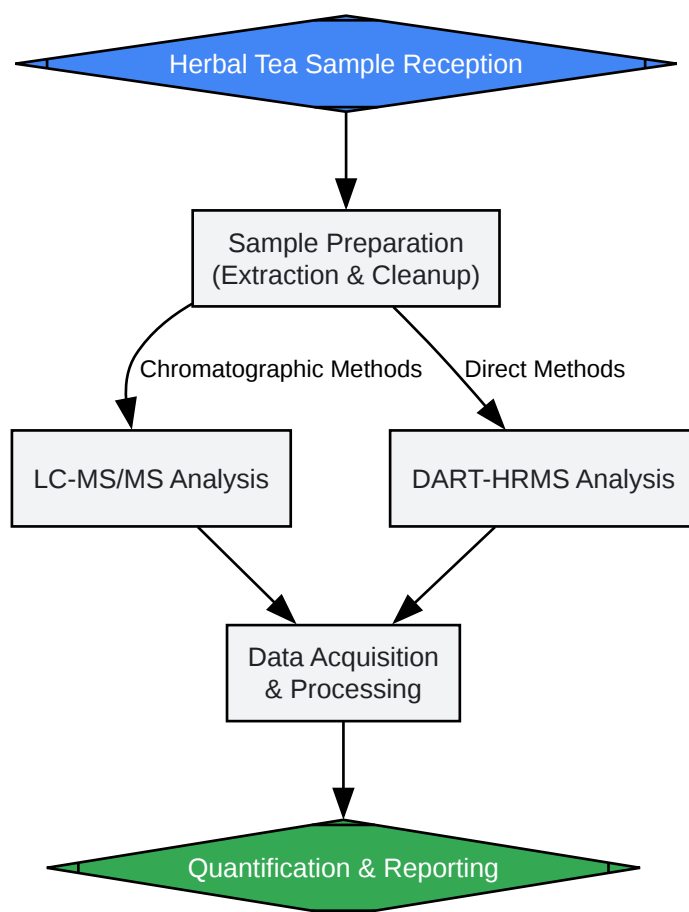 Herbal Tea Sample Reception
Sample Preparation
(Extraction & Cleanup)
Chromatographic Methods
Direct Methods
LC-MS/MS Analysis
DART-HRMS Analysis
Data Acquisition
& Processing
Quantification & Reporting